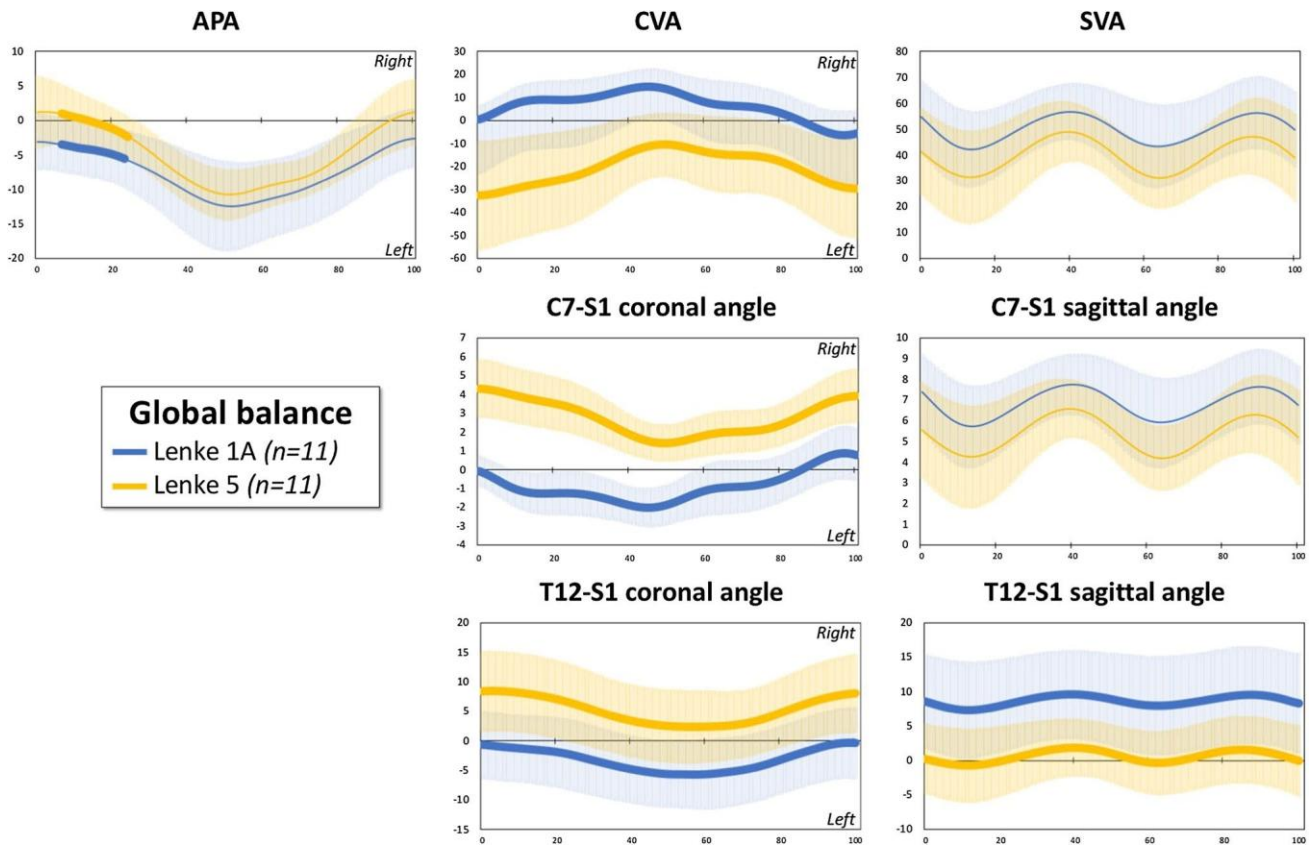 APA
10
5
0
-5
-10
-15
-20
Right
Left
0 20 40 60 80 100
CVA
30
20
10
0
-10
-20
-30
-40
-50
-60
Right
Left
0 20 40 60 80 100
SVA
80
70
60
50
40
30
20
10
0
0 20 40 60 80 100
Global balance
Lenke 1A (n=11)
Lenke 5 (n=11)
C7-S1 coronal angle
7
6
5
4
3
2
1
0
-1
-2
-3
-4
Right
Left
0 20 40 60 80 100
C7-S1 sagittal angle
10
9
8
7
6
5
4
3
2
1
0
0 20 40 60 80 100
T12-S1 coronal angle
20
15
10
5
0
-5
-10
-15
Right
Left
0 20 40 60 80 100
T12-S1 sagittal angle
20
15
10
5
0
-5
-10
0 20 40 60 80 100